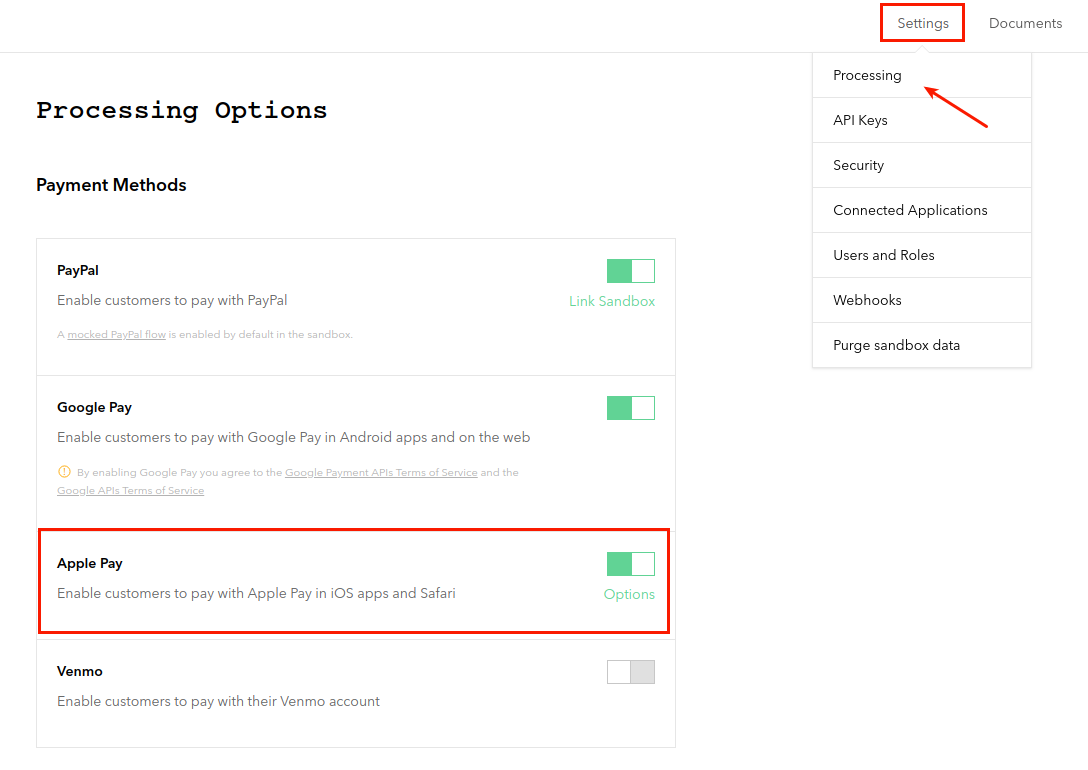 Settings
Documents
Processing
API Keys
Security
Connected Applications
Users and Roles
Webhooks
Purge sandbox data
Processing Options
Payment Methods
PayPal
Enable customers to pay with PayPal
Link Sandbox
A mocked PayPal flow is enabled by default in the sandbox.
Google Pay
Enable customers to pay with Google Pay in Android apps and on the web
By enabling Google Pay you agree to the Google Payment APIs Terms of Service and the
Google APIs Terms of Service
Apple Pay
Enable customers to pay with Apple Pay in iOS apps and Safari
Options
Venmo
Enable customers to pay with their Venmo account